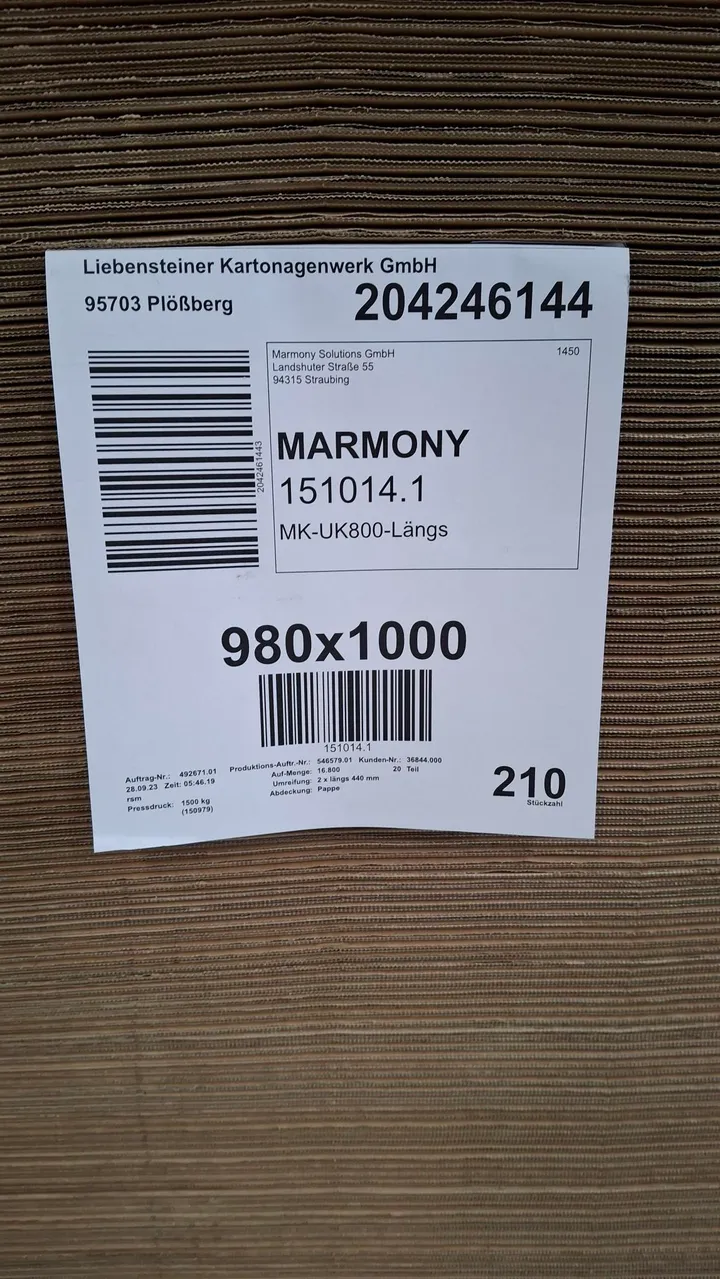 Liebensteiner Kartonagenwerk GmbH
95703 Plößberg
204246144
Marmony Solutions GmbH
1450
Landshuter Straße 55
94315 Straubing
MARMONY
151014.1
MK-UK800-Längs
2042461443
980x1000
151014.1
Auftrag-Nr.: 492671.01
28.09.23 Zeit: 05:46.19
rsm
Pressdruck: 1500 kg
(150979)
Produktions-Auftr.-Nr.: 546579.01 Kunden-Nr.: 36844.000
Auf-Menge: 16.800 20 Teil
Umreifung: 2 x längs 440 mm
Abdeckung: Pappe
210
Stückzahl